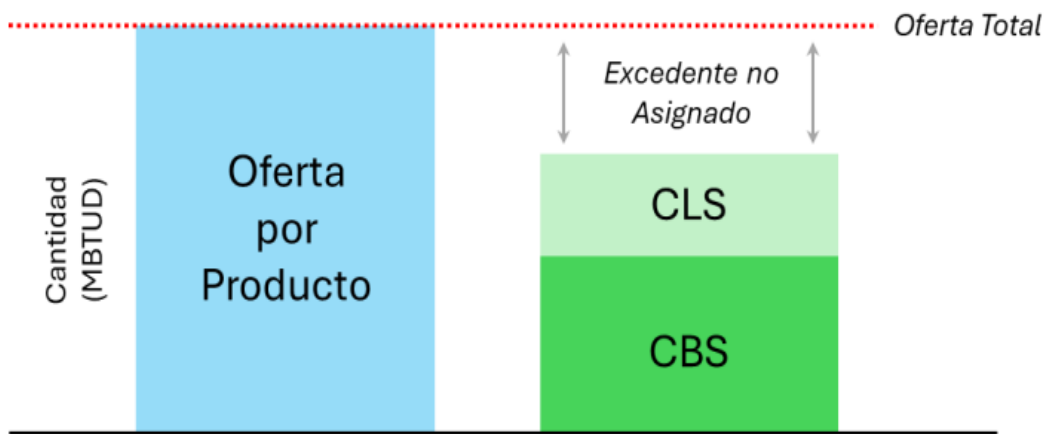 Oferta Total
Excedente no
Asignado
Cantidad
(MBTUD)
Oferta
por
Producto
CLS
CBS